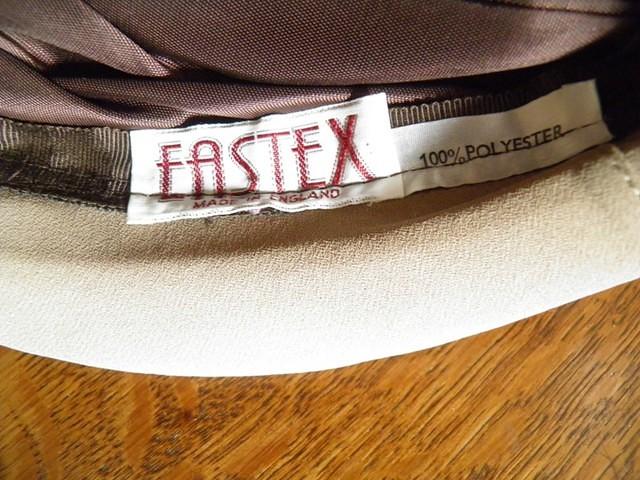 EASTEX
MADE IN ENGLAND
100% POLYESTER